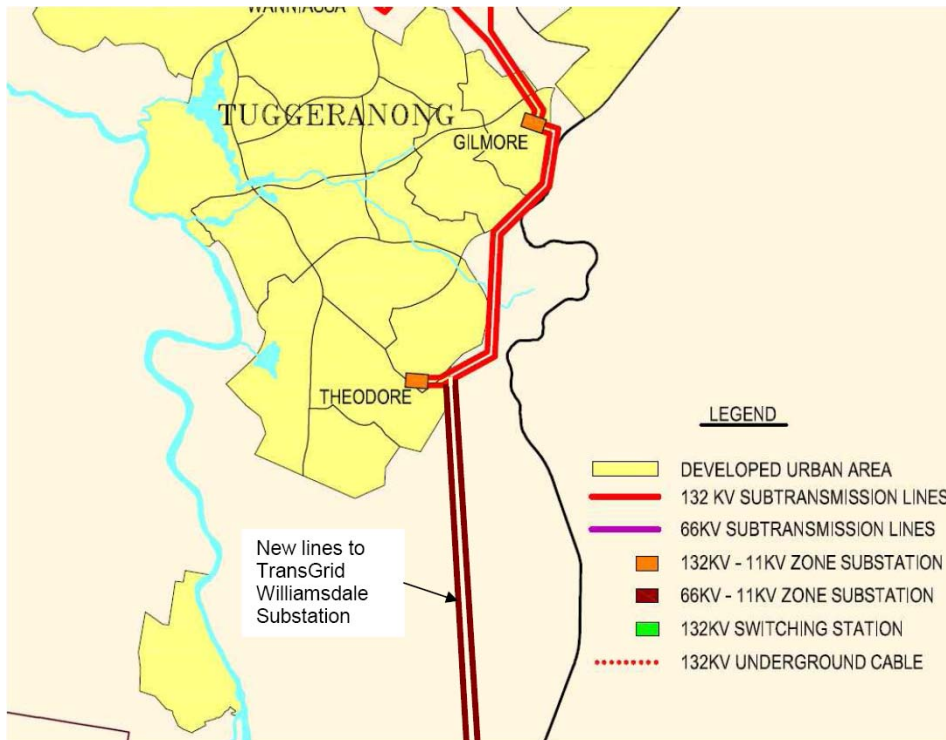 WANNIASSA
TUGGERANONG
GILMORE
THEODORE
New lines to
TransGrid
Williamsdale
Substation
LEGEND
DEVELOPED URBAN AREA
132 KV SUBTRANSMISSION LINES
66KV SUBTRANSMISSION LINES
132KV - 11KV ZONE SUBSTATION
66KV - 11KV ZONE SUBSTATION
132KV SWITCHING STATION
132KV UNDERGROUND CABLE